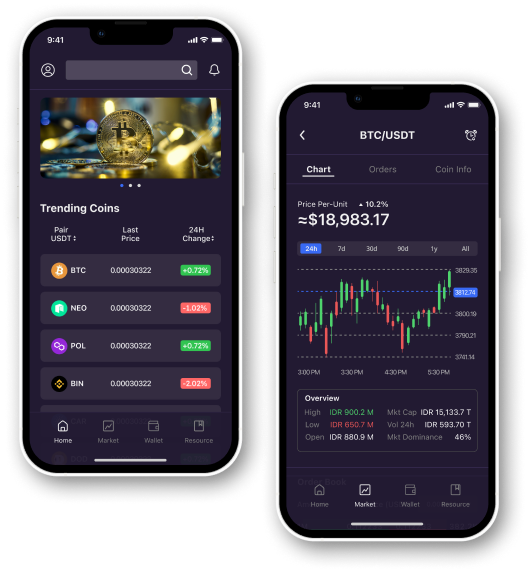 9:41
Trending Coins
Pair USDT
Last Price
24H Change
BTC 0.00030322 +0.72%
NEO 0.00030322 -1.02%
POL 0.00030322 +0.72%
BIN 0.00030322 -2.02%
Home Market Wallet Resource
9:41
BTC/USDT
Chart Orders Coin Info
Price Per-Unit 10.2%
≈$18,983.17
24h 7d 30d 90d 1y All
3829.35
3812.74
3800.19
3790.21
3741.14
3:00 PM 3:30 PM 4:30 PM 5:30 PM
Overview
High IDR 900.2 M Mkt Cap IDR 15,133.7 T
Low IDR 650.7 M Vol 24h IDR 593.70 T
Open IDR 880.9 M Mkt Dominance 46%
Home Market Wallet Resource